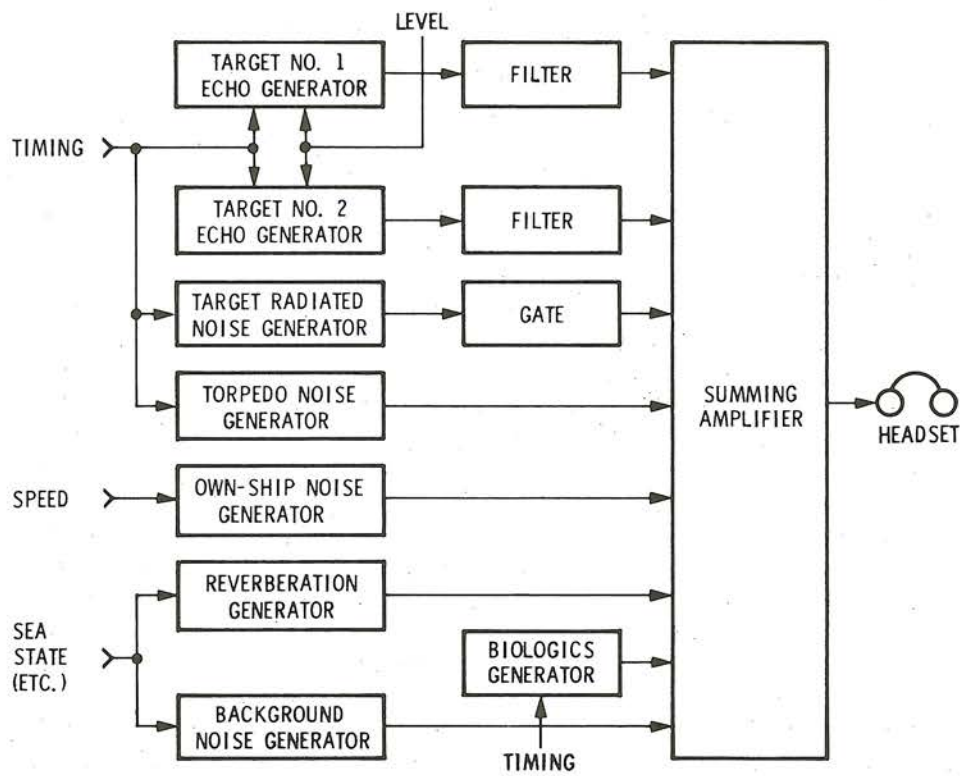 LEVEL
TARGET NO. 1
ECHO GENERATOR
FILTER
TIMING
TARGET NO. 2
ECHO GENERATOR
FILTER
TARGET RADIATED
NOISE GENERATOR
GATE
TORPEDO NOISE
GENERATOR
SUMMING
AMPLIFIER
HEADSET
SPEED
OWN-SHIP NOISE
GENERATOR
REVERBERATION
GENERATOR
SEA
STATE
(ETC.)
BIOLOGICS
GENERATOR
BACKGROUND
NOISE GENERATOR
TIMING